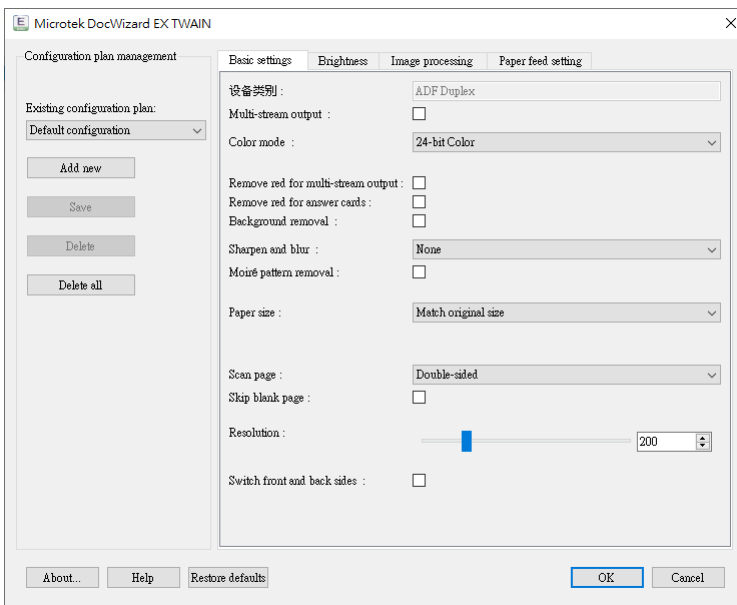 Microtek DocWizard EX TWAIN
Configuration plan management
Existing configuration plan:
Default configuration
Add new
Save
Delete
Delete all
Basic settings
Brightness
Image processing
Paper feed setting
设备类别 : ADF Duplex
Multi-stream output :
Color mode : 24-bit Color
Remove red for multi-stream output :
Remove red for answer cards :
Background removal :
Sharpen and blur : None
Moiré pattern removal :
Paper size : Match original size
Scan page : Double-sided
Skip blank page :
Resolution : 200
Switch front and back sides :
About... Help Restore defaults OK Cancel